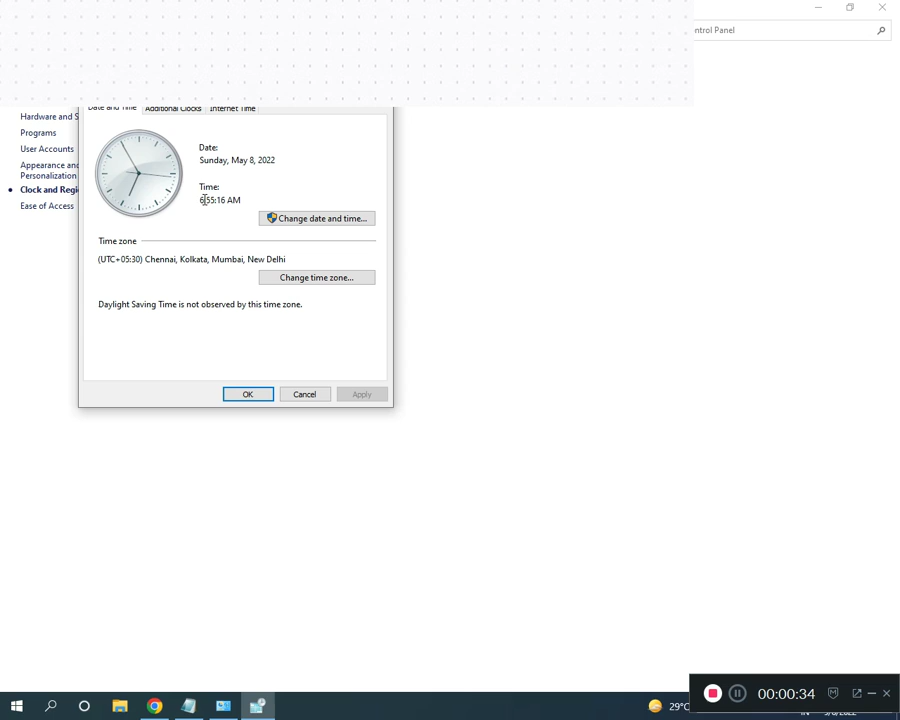 ntrol Panel
Date and Time Additional Clocks Internet Time
Hardware and S
Programs
User Accounts
Appearance and
Personalization
Clock and Regi
Ease of Access
Date:
Sunday, May 8, 2022
Time:
6:55:16 AM
Change date and time...
Time zone
(UTC+05:30) Chennai, Kolkata, Mumbai, New Delhi
Change time zone...
Daylight Saving Time is not observed by this time zone.
OK Cancel Apply
29°C
00:00:34